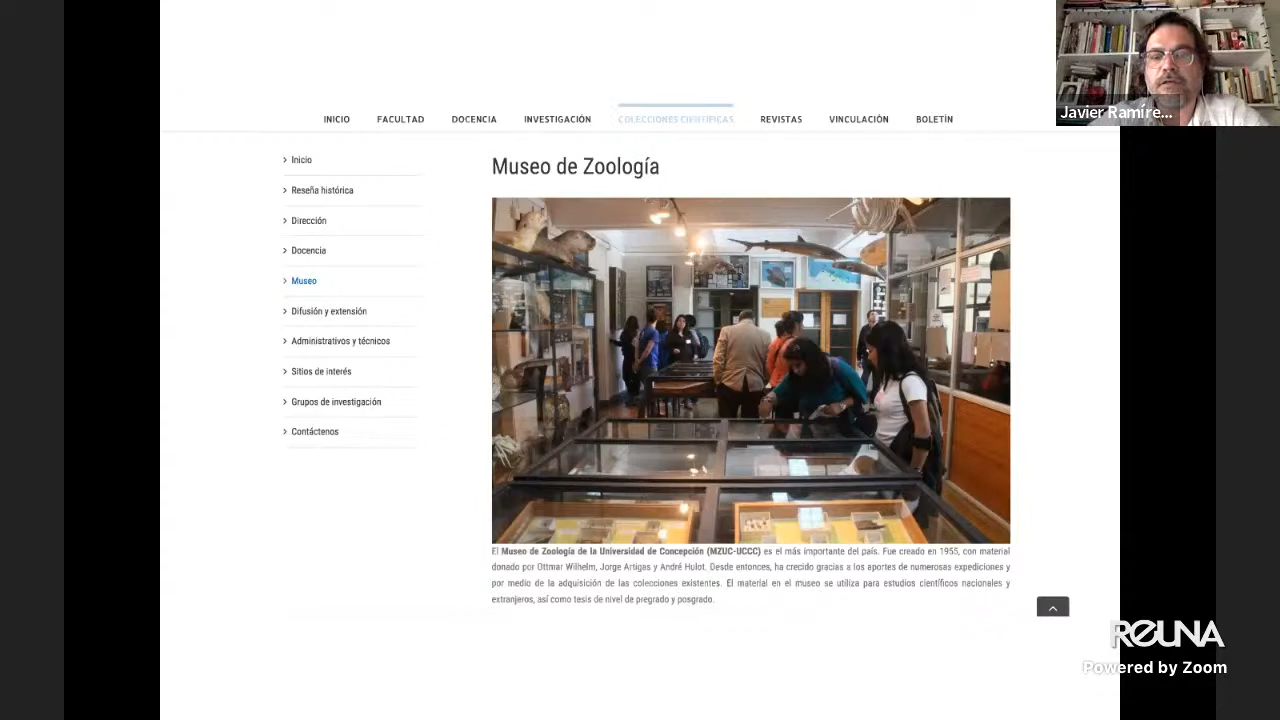 INICIO FACULTAD DOCENCIA INVESTIGACIÓN COLECCIONES CIENTÍFICAS REVISTAS VINCULACIÓN BOLETÍN
Javier Ramíre...
Inicio
Reseña histórica
Dirección
Docencia
Museo
Difusión y extensión
Administrativos y técnicos
Sitios de interés
Grupos de investigación
Contáctenos
Museo de Zoología
El Museo de Zoología de la Universidad de Concepción (MZUC-UCCC) es el más importante del país. Fue creado en 1955, con material
donado por Ottmar Wilhelm, Jorge Artigas y André Hulot. Desde entonces, ha crecido gracias a los aportes de numerosas expediciones y
por medio de la adquisición de las colecciones existentes. El material en el museo se utiliza para estudios científicos nacionales y
extranjeros, así como tesis de nivel de pregrado y posgrado.
REUNA
Powered by Zoom